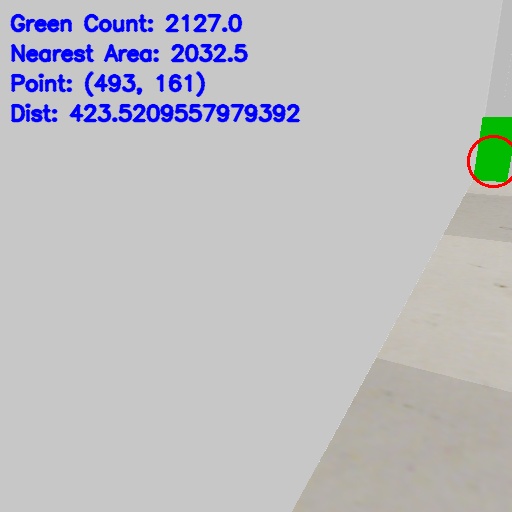 Green Count: 2127.0
Nearest Area: 2032.5
Point: (493, 161)
Dist: 423.5209557979392